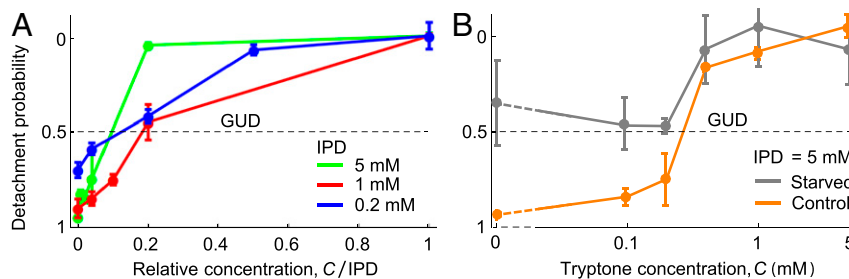 A
Detachment probability
0
0.5
1
GUD
IPD
5 mM
1 mM
0.2 mM
0
0.2
0.4
0.6
0.8
1
Relative concentration, C/IPD
B
0
0.5
1
GUD
IPD = 5 mM
Starved
Control
0
0.1
1
5
Tryptone concentration, C (mM)